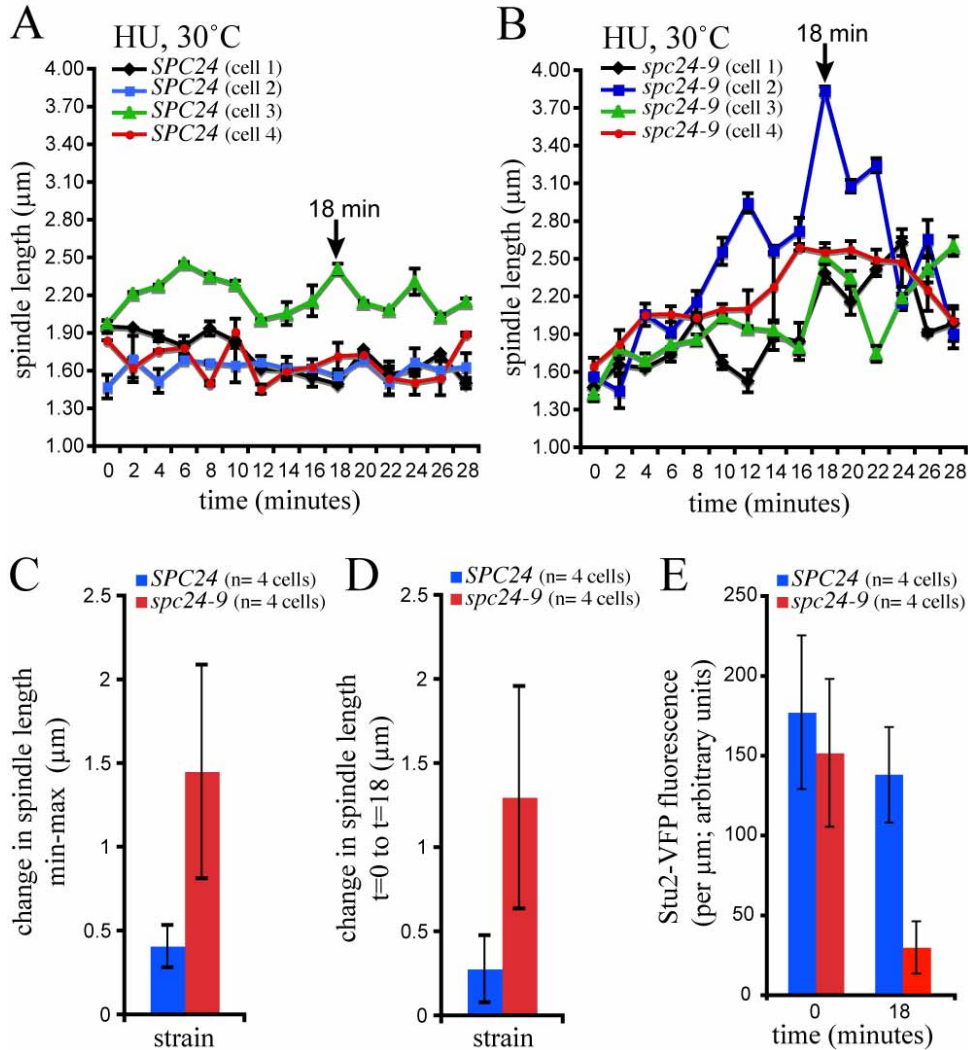 A
HU, 30˚C
SPC24 (cell 1)
SPC24 (cell 2)
SPC24 (cell 3)
SPC24 (cell 4)
18 min
4.00
3.70
3.40
3.10
2.80
2.50
2.20
1.90
1.60
1.30
1.00
spindle length (μm)
0 2 4 6 8 10 12 14 16 18 20 22 24 26 28
time (minutes)
B
HU, 30˚C
18 min
spc24-9 (cell 1)
spc24-9 (cell 2)
spc24-9 (cell 3)
spc24-9 (cell 4)
4.00
3.70
3.40
3.10
2.80
2.50
2.20
1.90
1.60
1.30
1.00
spindle length (μm)
0 2 4 6 8 10 12 14 16 18 20 22 24 26 28
time (minutes)
C
SPC24 (n= 4 cells)
spc24-9 (n= 4 cells)
2.5
2
1.5
1
0.5
0
change in spindle length
min-max (μm)
strain
D
SPC24 (n= 4 cells)
spc24-9 (n= 4 cells)
2.5
2
1.5
1
0.5
0
change in spindle length
t=0 to t=18 (μm)
strain
E
SPC24 (n= 4 cells)
spc24-9 (n= 4 cells)
250
200
150
100
50
0
Stu2-VFP fluorescence
(per μm; arbitrary units)
0 18
time (minutes)